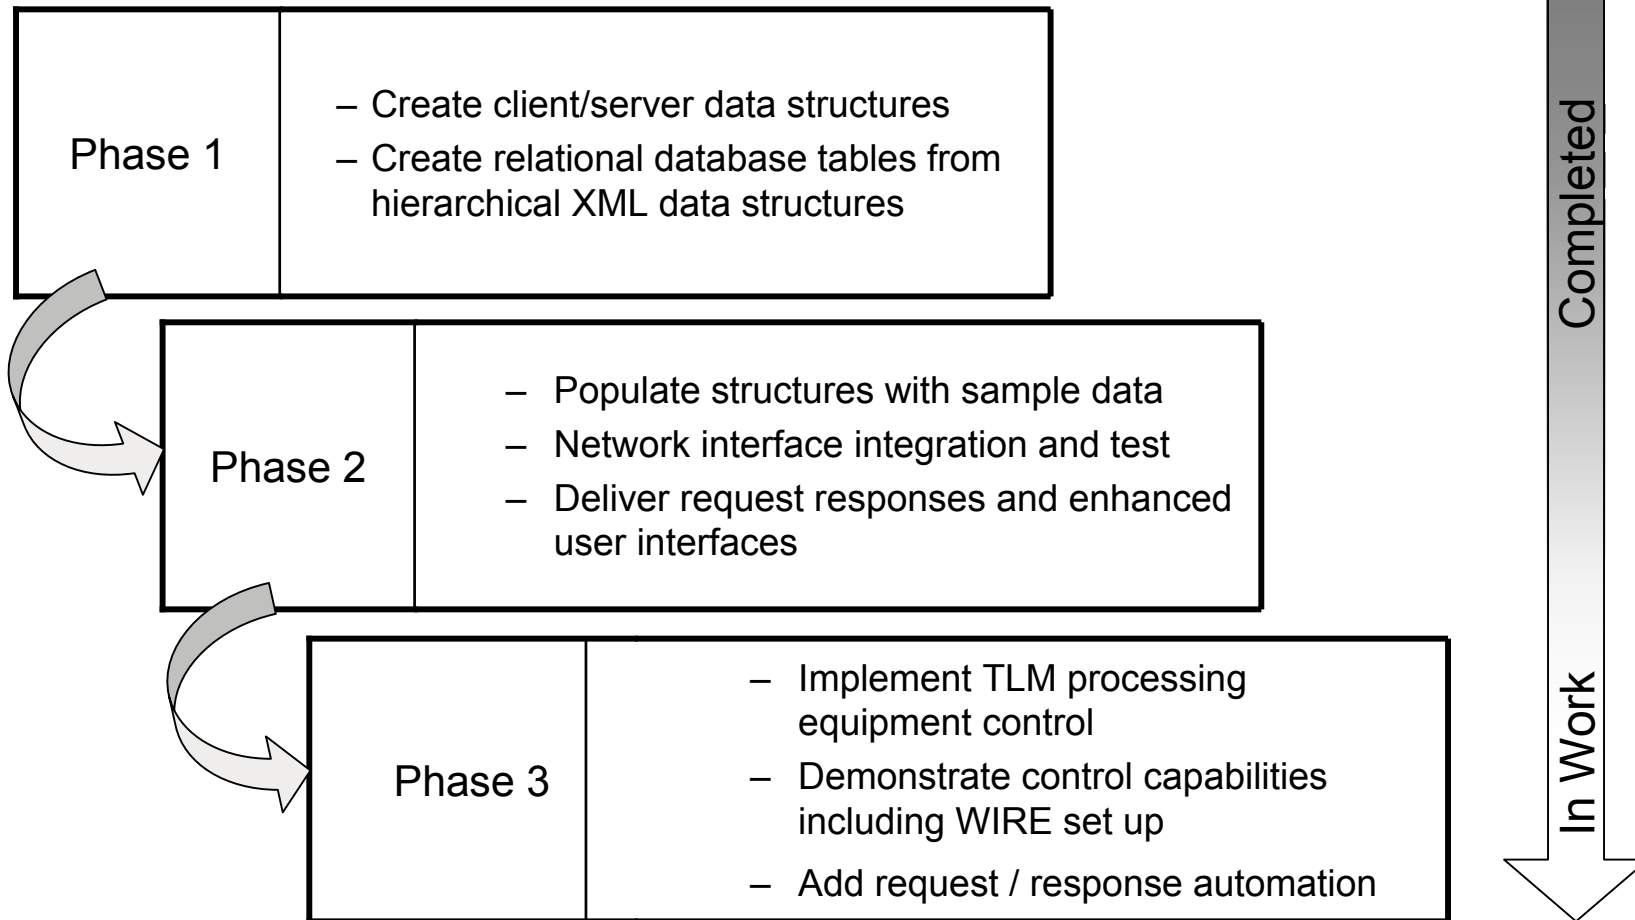 Phase 1
– Create client/server data structures
– Create relational database tables from
hierarchical XML data structures
Phase 2
– Populate structures with sample data
– Network interface integration and test
– Deliver request responses and enhanced
user interfaces
Phase 3
– Implement TLM processing
equipment control
– Demonstrate control capabilities
including WIRE set up
– Add request / response automation
Completed
In Work